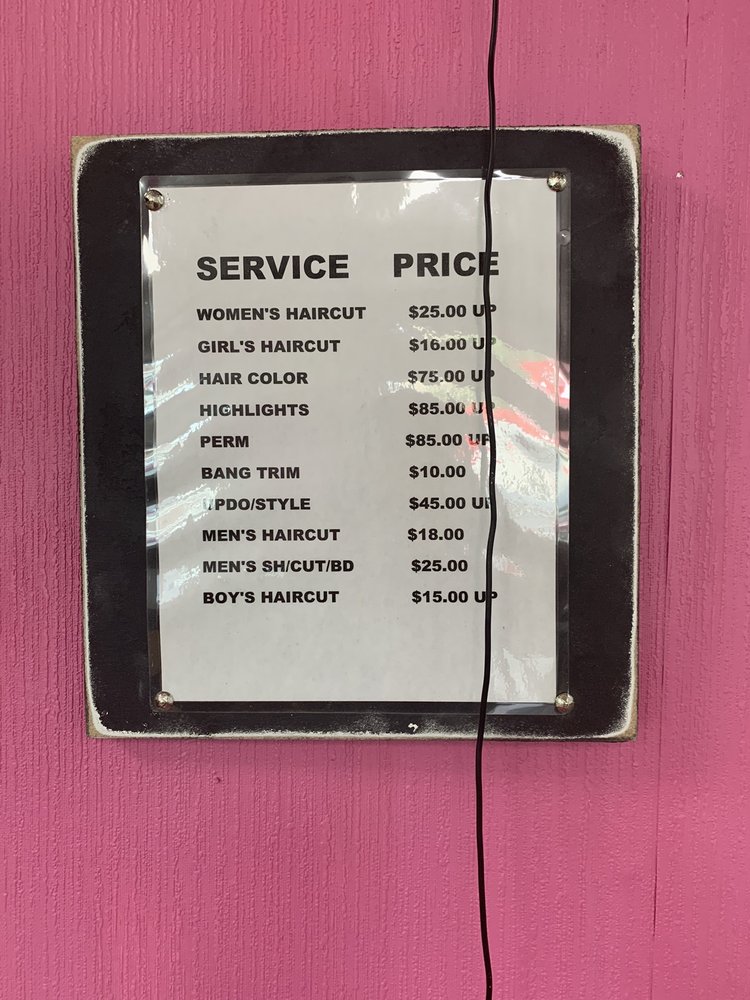 SERVICE PRICE
WOMEN'S HAIRCUT $25.00 UP
GIRL'S HAIRCUT $16.00 UP
HAIR COLOR $75.00 UP
HIGHLIGHTS $85.00 UP
PERM $85.00 UP
BANG TRIM $10.00
UPDO/STYLE $45.00 UP
MEN'S HAIRCUT $18.00
MEN'S SH/CUT/BD $25.00
BOY'S HAIRCUT $15.00 UP